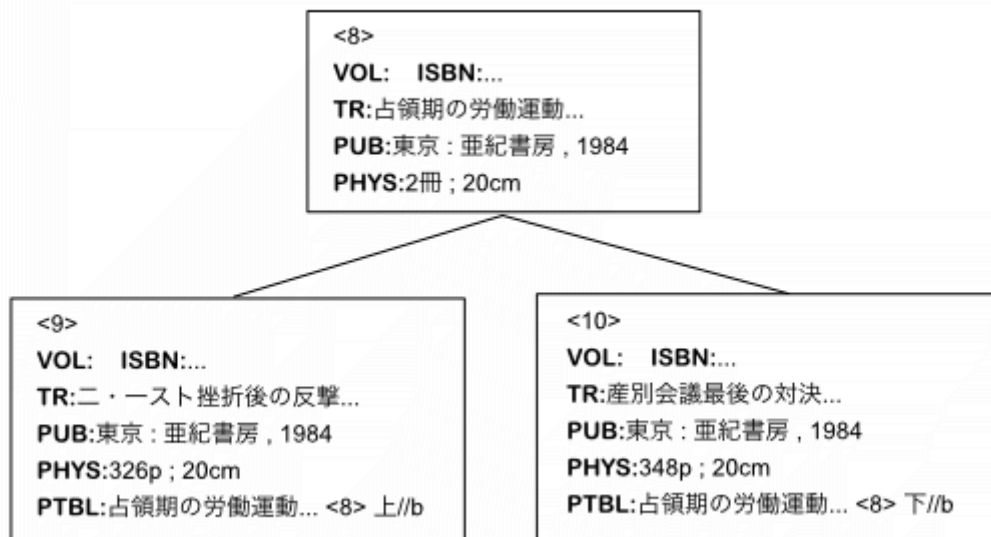 <8>
VOL: ISBN:...
TR:占領期の労働運動...
PUB:東京 : 亜紀書房 , 1984
PHYS:2冊 ; 20cm
<9>
VOL: ISBN:...
TR:二・一スト挫折後の反撃...
PUB:東京 : 亜紀書房 , 1984
PHYS:326p ; 20cm
PTBL:占領期の労働運動... <8> 上//b
<10>
VOL: ISBN:...
TR:産別会議最後の対決...
PUB:東京 : 亜紀書房 , 1984
PHYS:348p ; 20cm
PTBL:占領期の労働運動... <8> 下//b